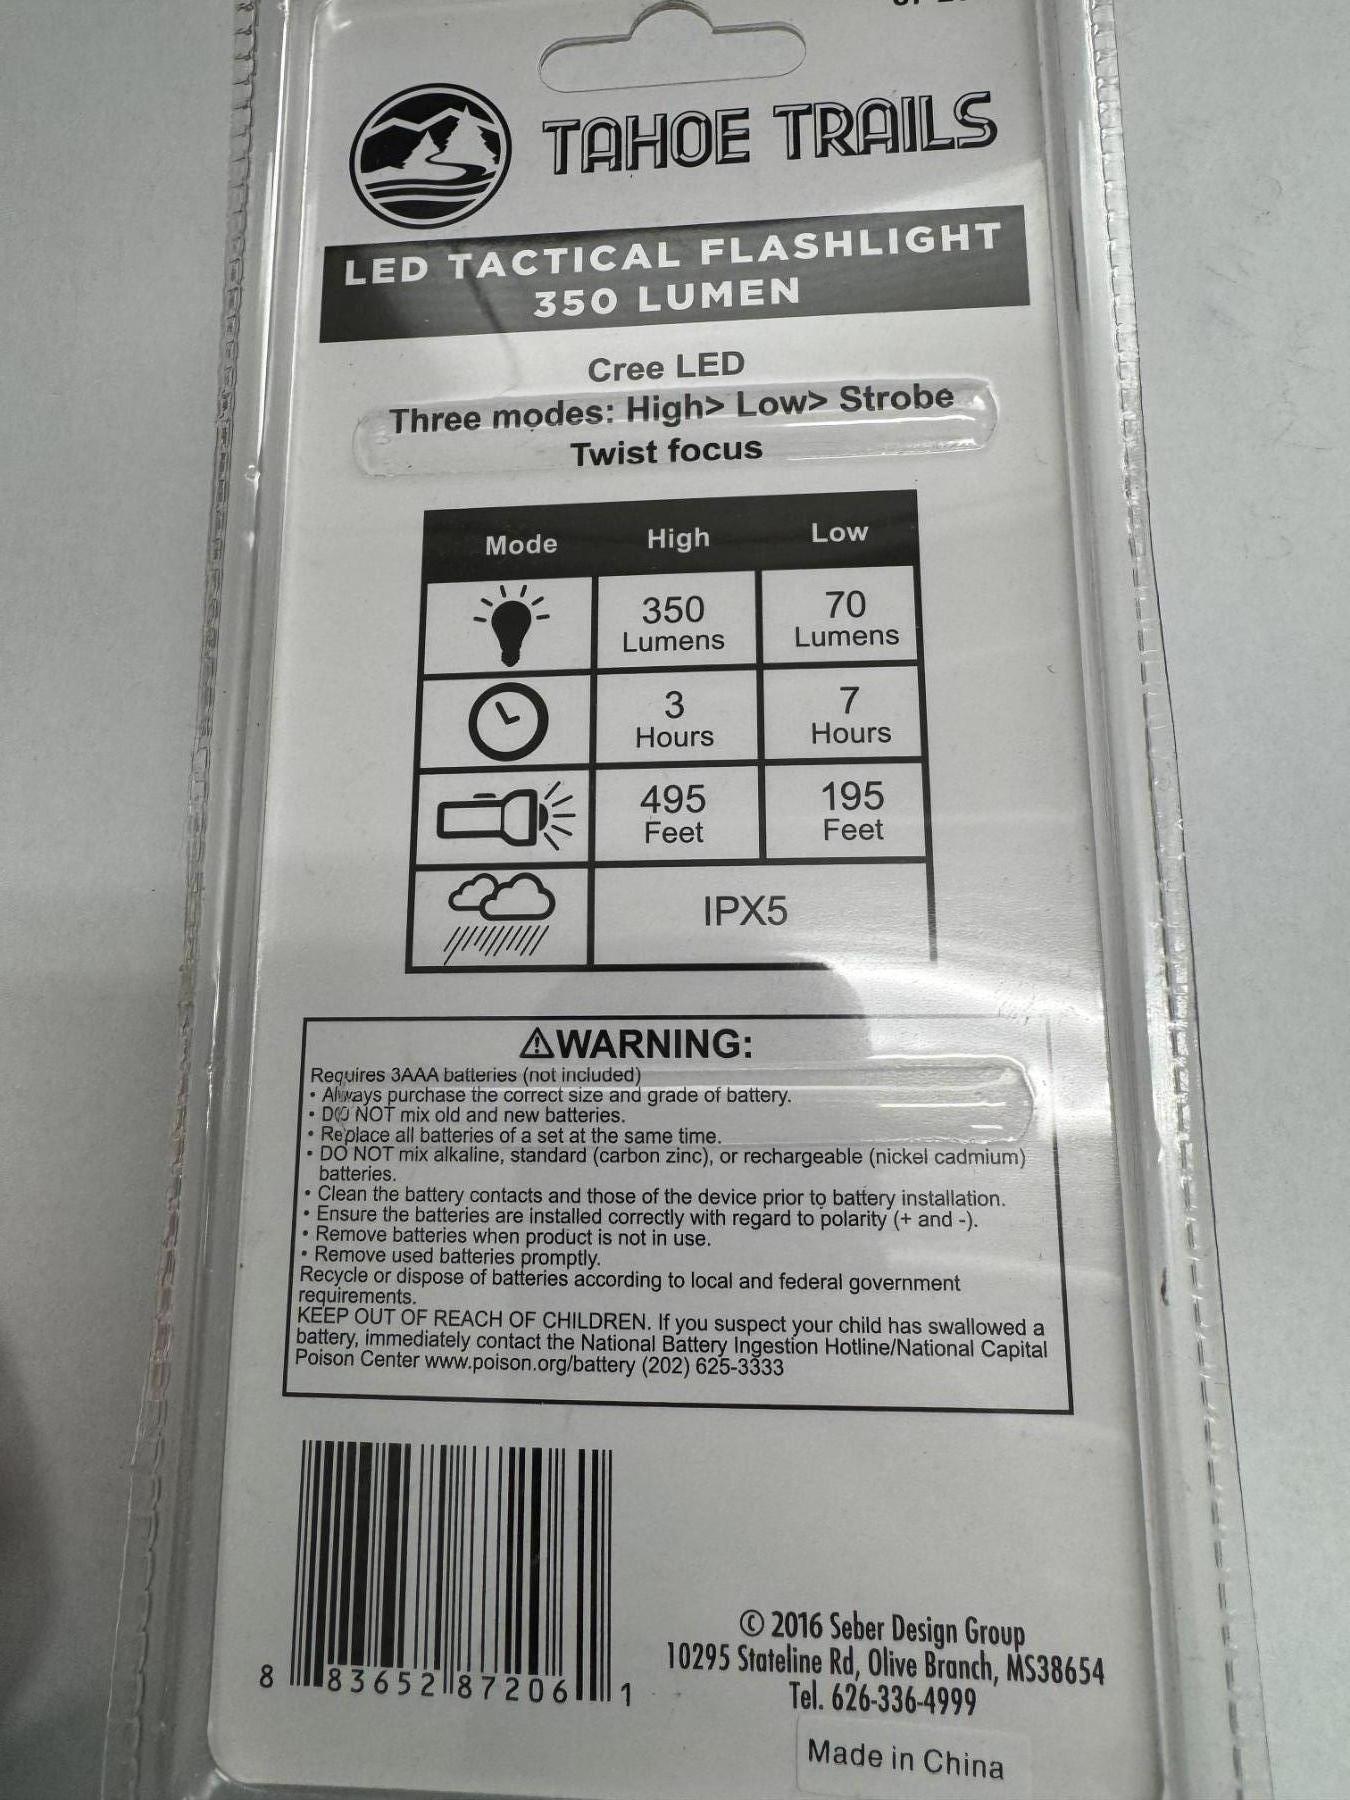 TAHOE TRAILS
LED TACTICAL FLASHLIGHT
350 LUMEN
Cree LED
Three modes: High> Low> Strobe
Twist focus
Mode High Low
350 Lumens 70 Lumens
3 Hours 7 Hours
495 Feet 195 Feet
IPX5
WARNING:
Requires 3AAA batteries (not included)
• Always purchase the correct size and grade of battery.
• DO NOT mix old and new batteries.
• Replace all batteries of a set at the same time.
• DO NOT mix alkaline, standard (carbon zinc), or rechargeable (nickel cadmium)
batteries.
• Clean the battery contacts and those of the device prior to battery installation.
• Ensure the batteries are installed correctly with regard to polarity (+ and -).
• Remove batteries when product is not in use.
• Remove used batteries promptly.
Recycle or dispose of batteries according to local and federal government
requirements.
KEEP OUT OF REACH OF CHILDREN. If you suspect your child has swallowed a
battery, immediately contact the National Battery Ingestion Hotline/National Capital
Poison Center www.poison.org/battery (202) 625-3333
8 83652 87206 1
© 2016 Seber Design Group
10295 Stateline Rd, Olive Branch, MS38654
Tel. 626-336-4999
Made in China